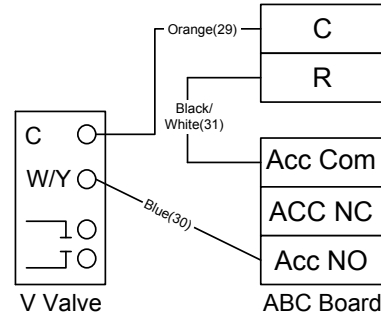 Orange(29)
C
R
Black/
White(31)
C
W/Y
Acc Com
ACC NC
Blue(30)
Acc NO
V Valve
ABC Board